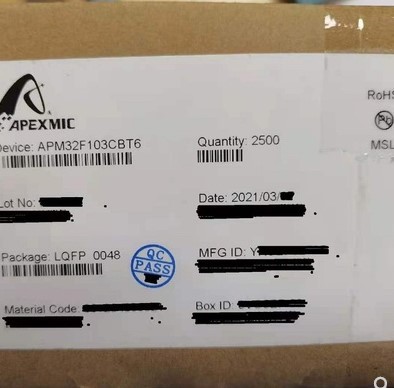 APEXMIC
RoHS
Device: APM32F103CBT6
Quantity: 2500
MSL
Lot No:
Date: 2021/03/
Package: LQFP 0048
QC
PASS
MFG ID: Y
Material Code:
Box ID: